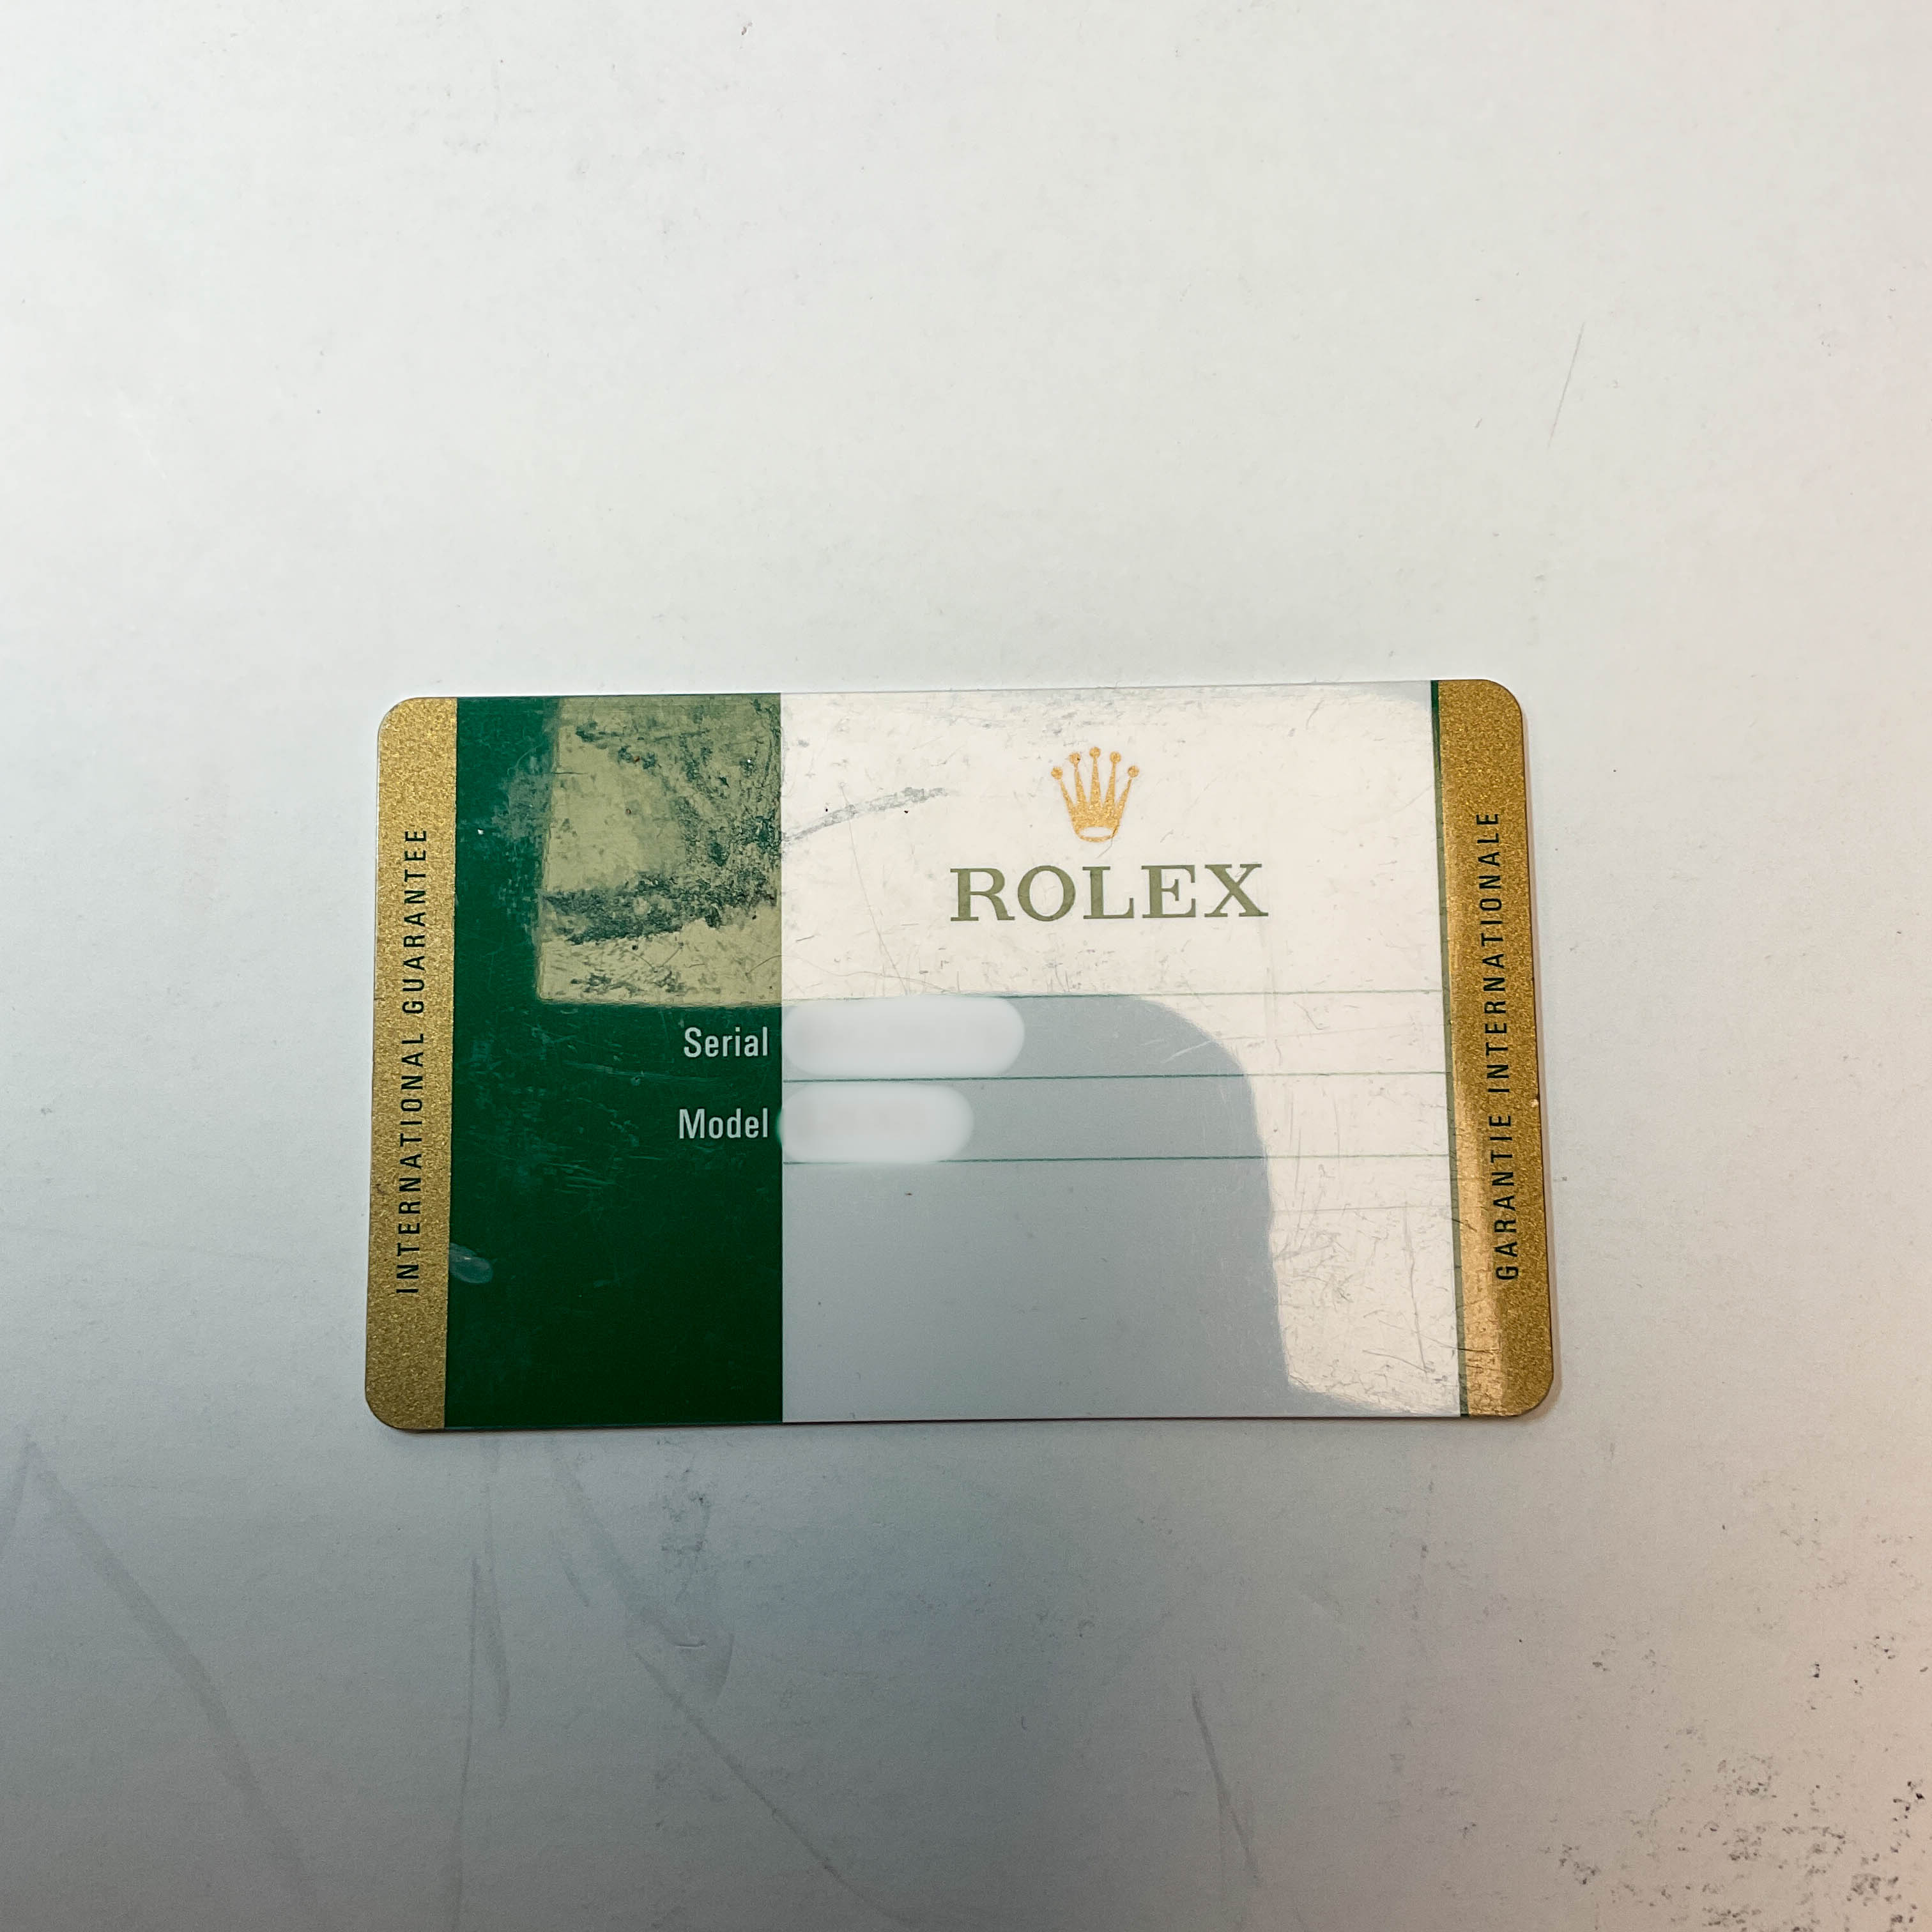 INTERNATIONAL GUARANTEE
ROLEX
Serial
Model
GARANTIE INTERNATIONALE